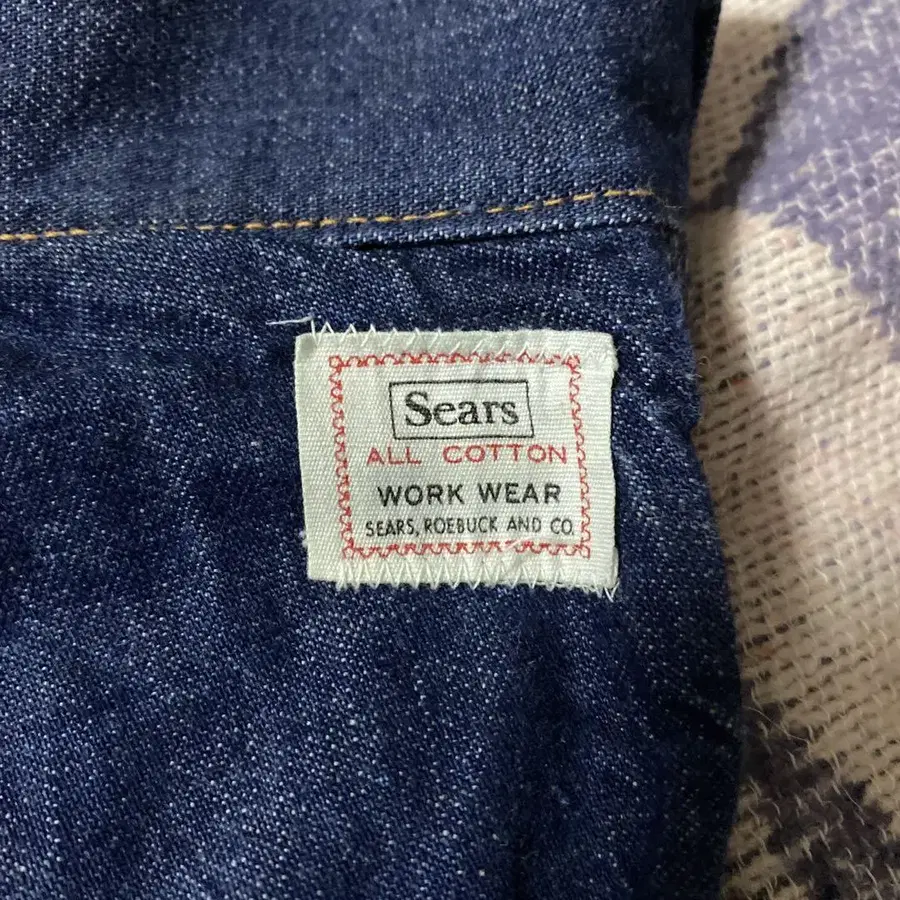 Sears
ALL COTTON
WORK WEAR
SEARS, ROEBUCK AND CO.